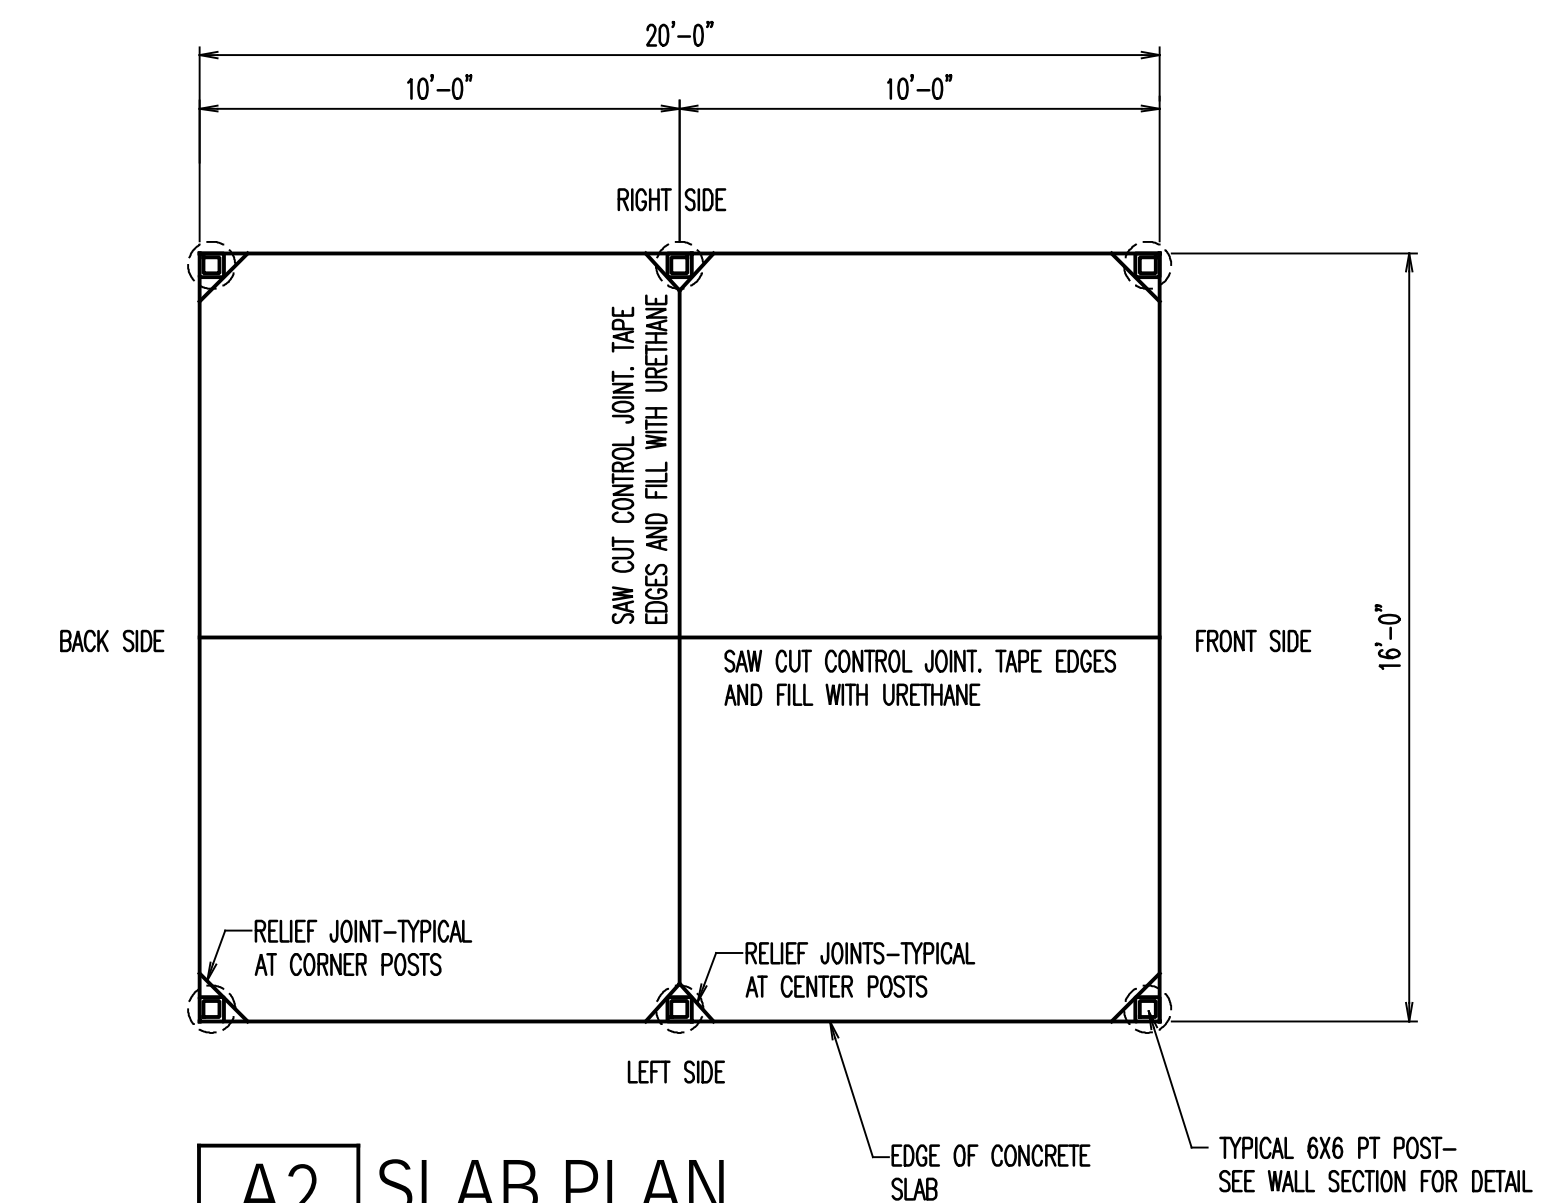 20'-0"
10'-0"
10'-0"
RIGHT SIDE
SAW CUT CONTROL JOINT. TAPE
EDGES AND FILL WITH URETHANE
BACK SIDE
FRONT SIDE
16'-0"
SAW CUT CONTROL JOINT. TAPE EDGES
AND FILL WITH URETHANE
RELIEF JOINT-TYPICAL
AT CORNER POSTS
RELIEF JOINTS-TYPICAL
AT CENTER POSTS
LEFT SIDE
EDGE OF CONCRETE
SLAB
TYPICAL 6X6 PT POST-
SEE WALL SECTION FOR DETAIL
A2 SLAB PLAN